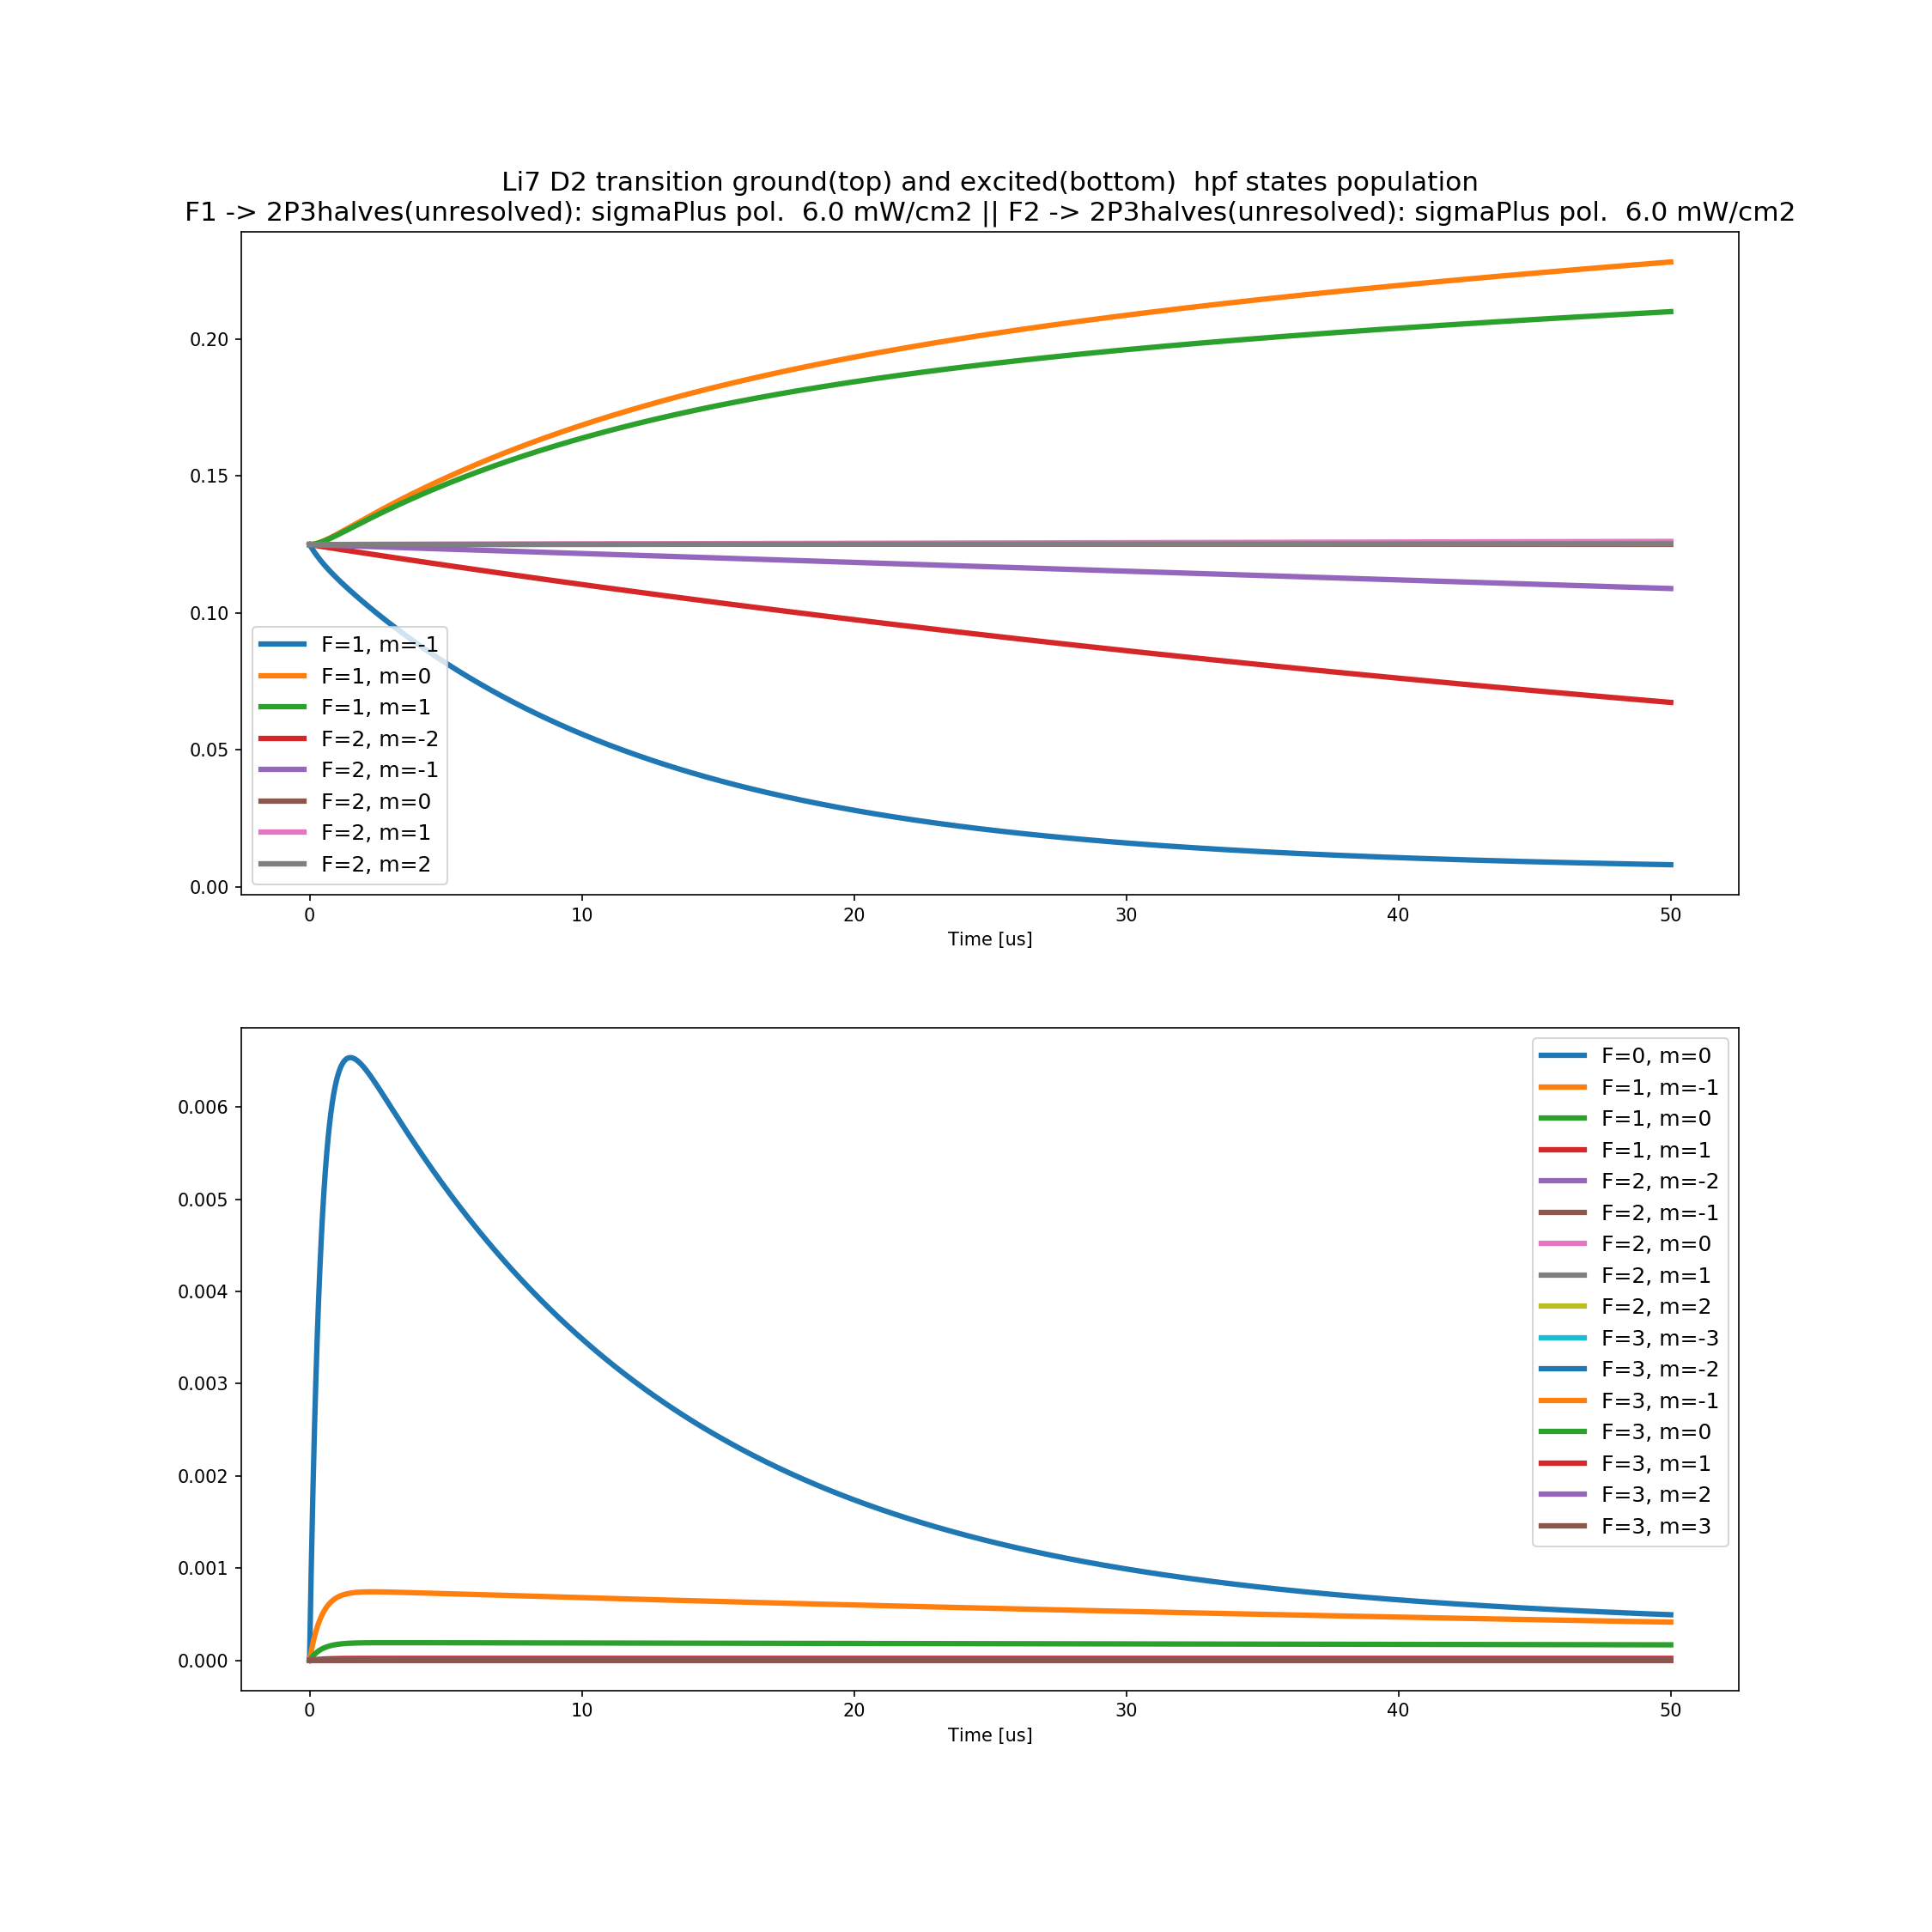 Li7 D2 transition ground(top) and excited(bottom)  hpf states population
F1 -> 2P3halves(unresolved): sigmaPlus pol.  6.0 mW/cm2 || F2 -> 2P3halves(unresolved): sigmaPlus pol.  6.0 mW/cm2
0.20
0.15
0.10
0.05
0.00
F=1, m=-1
F=1, m=0
F=1, m=1
F=2, m=-2
F=2, m=-1
F=2, m=0
F=2, m=1
F=2, m=2
0 10 20 30 40 50
Time [us]
0.006
0.005
0.004
0.003
0.002
0.001
0.000
F=0, m=0
F=1, m=-1
F=1, m=0
F=1, m=1
F=2, m=-2
F=2, m=-1
F=2, m=0
F=2, m=1
F=2, m=2
F=3, m=-3
F=3, m=-2
F=3, m=-1
F=3, m=0
F=3, m=1
F=3, m=2
F=3, m=3
0 10 20 30 40 50
Time [us]